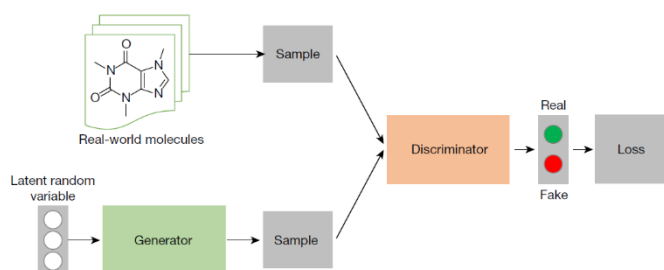 O
N
N
O
N
N
Sample
Real-world molecules
Real
Discriminator
Loss
Fake
Latent random
variable
Generator
Sample